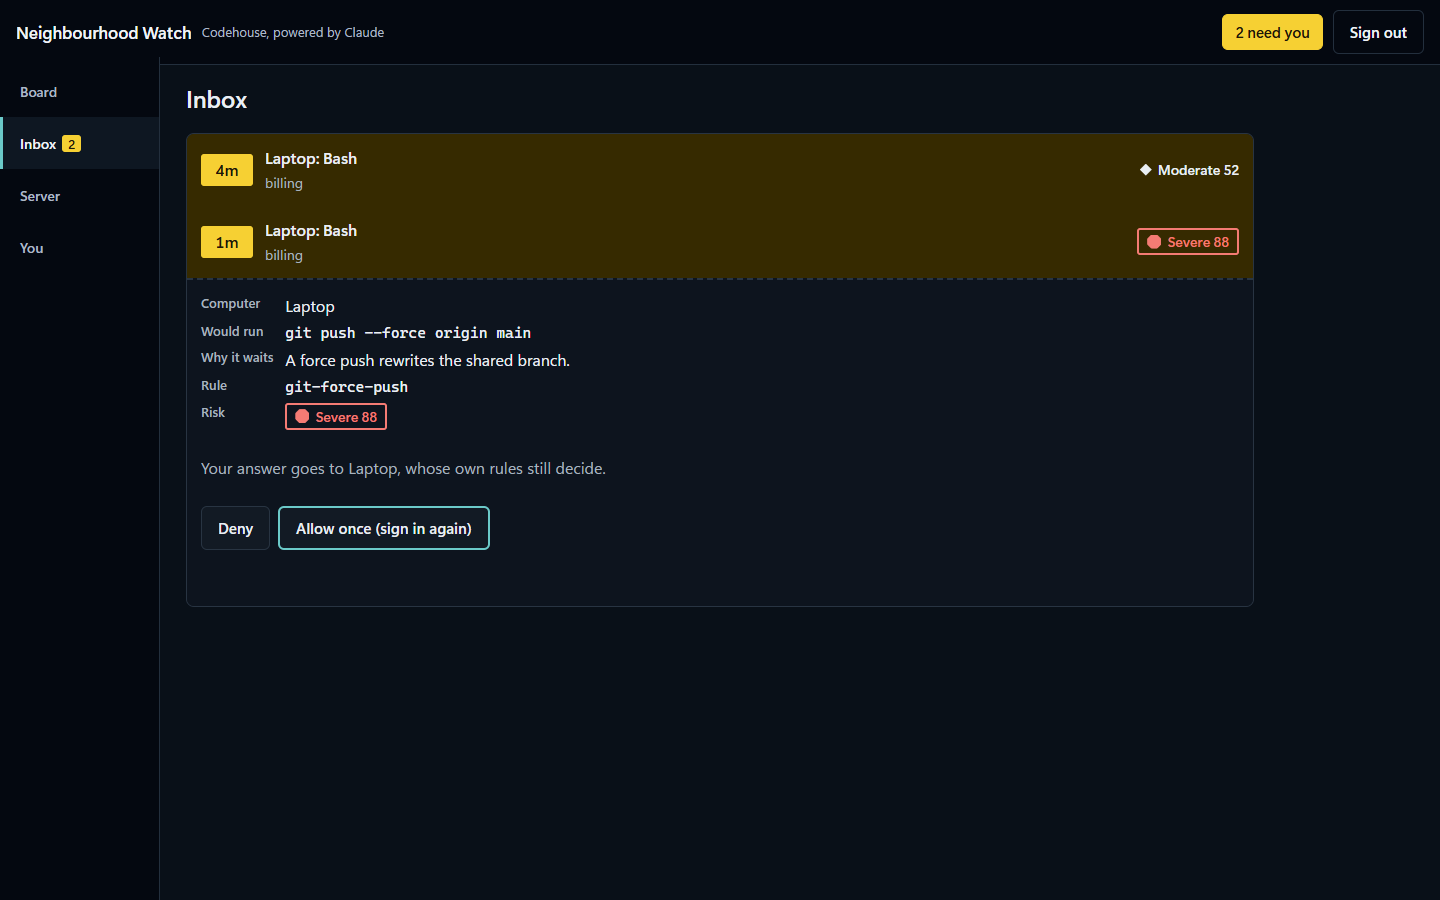 Neighbourhood Watch Codehouse, powered by Claude 2 need you Sign out
Board
Inbox 2
Server
You
Inbox
4m Laptop: Bash
billing
Moderate 52
1m Laptop: Bash
billing
Severe 88
Computer Laptop
Would run git push --force origin main
Why it waits A force push rewrites the shared branch.
Rule git-force-push
Risk Severe 88
Your answer goes to Laptop, whose own rules still decide.
Deny Allow once (sign in again)